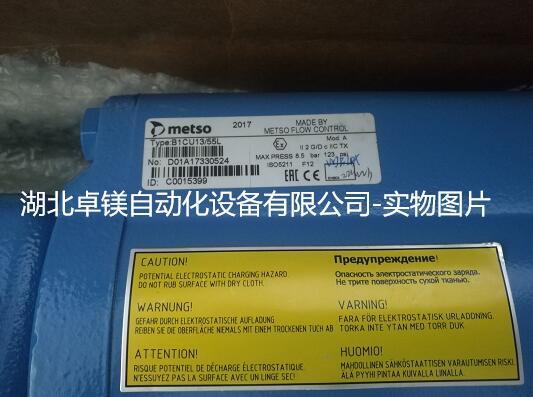 metso 2017 MADE BY
METSO FLOW CONTROL
Type: B1CU13/55L Mod. A
Ex II 2 G/D c IIC TX
MAX PRESS 8.5 bar 123 psi
No: D01A17330524
ISO5211 F12
ID: C0015399 EAC CE
湖北卓镁自动化设备有限公司-实物图片
CAUTION!
POTENTIAL ELECTROSTATIC CHARGING HAZARD.
DO NOT RUB SURFACE WITH DRY CLOTH.
Предупреждение!
Опасность электростатического заряда.
Не трите поверхность сухой тканью.
WARNUNG!
GEFAHR DURCH ELEKTROSTATISCHE AUFLADUNG
REIBEN SIE DIE OBERFLÄCHE NIEMALS MIT EINEM TROCKENEN TUCH AB
VARNING!
FARA FÖR ELEKTROSTATISK URLADDNING.
TORKA INTE YTAN MED TORR DUK
ATTENTION!
RISQUE POTENTIEL DE DÉCHARGE ÉLECTROSTATIQUE.
N'ESSUYEZ PAS LA SURFACE AVEC UN LINGE SEC!
HUOMIO!
MAHDOLLINEN SÄHKÖSTAATTISEN VARAUTUMISEN RISKI.
ÄLÄ PYYHI PINTAA KUIVALLA LIINALLA.